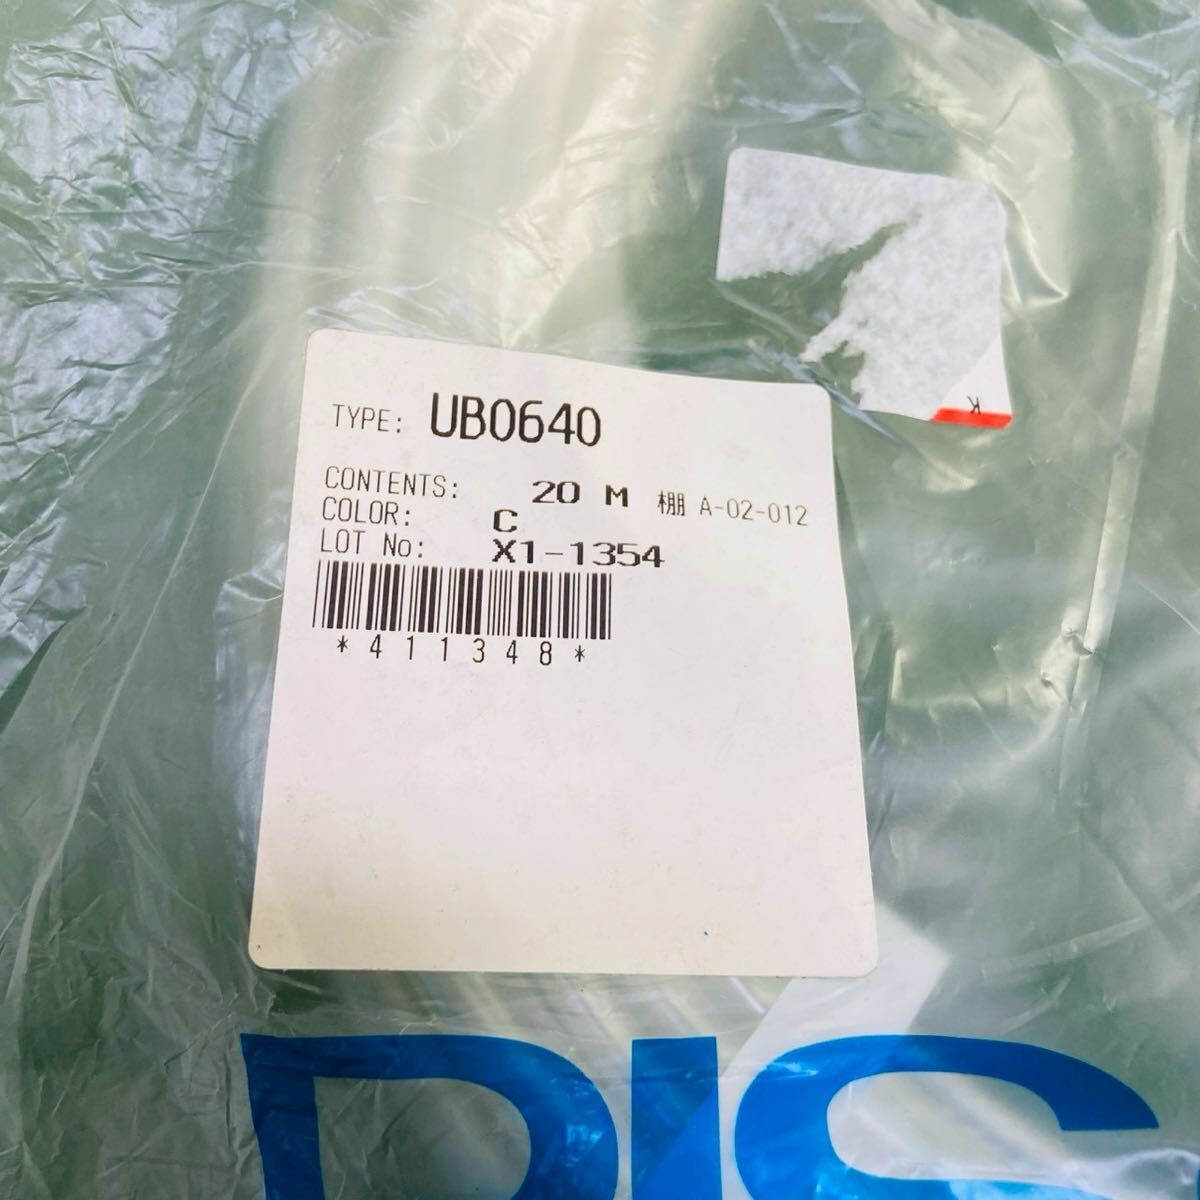 K
TYPE: UB0640
CONTENTS: 20 M 棚 A-02-012
COLOR: C
LOT No: X1-1354
*411348*
PIS